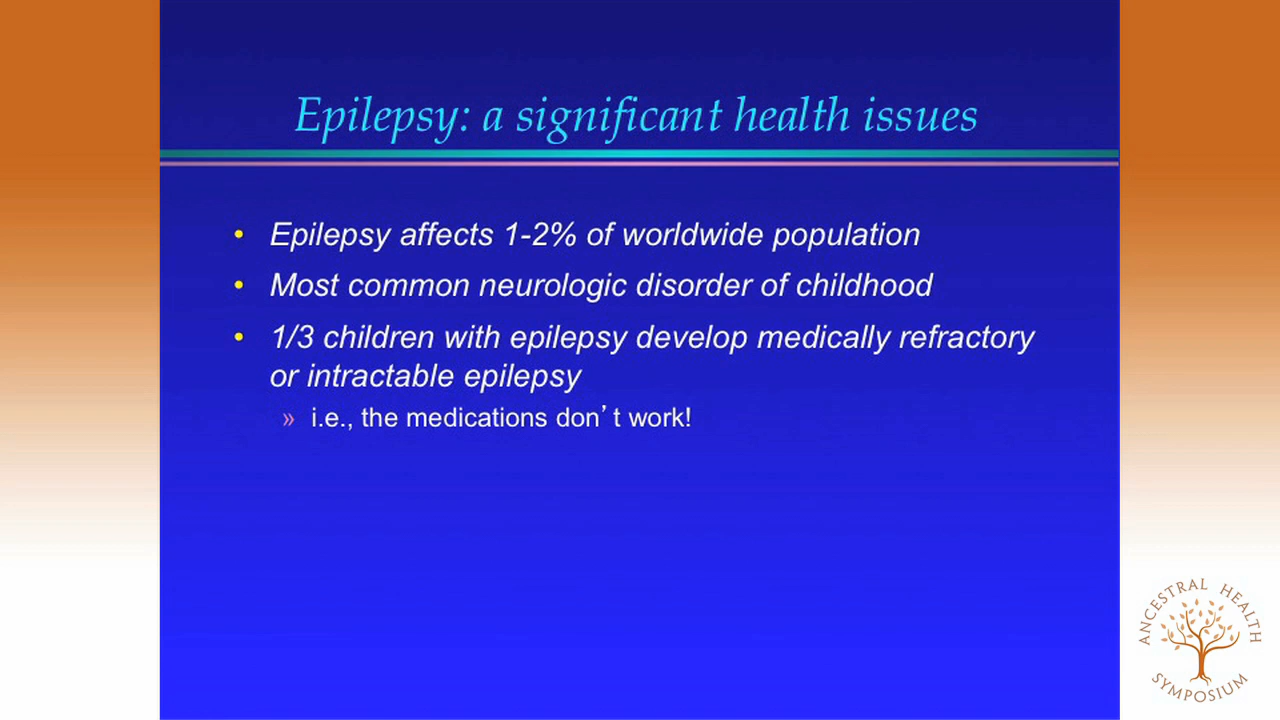 Epilepsy: a significant health issues
• Epilepsy affects 1-2% of worldwide population
• Most common neurologic disorder of childhood
• 1/3 children with epilepsy develop medically refractory
or intractable epilepsy
» i.e., the medications don’t work!
ANCESTRAL HEALTH
SYMPOSIUM